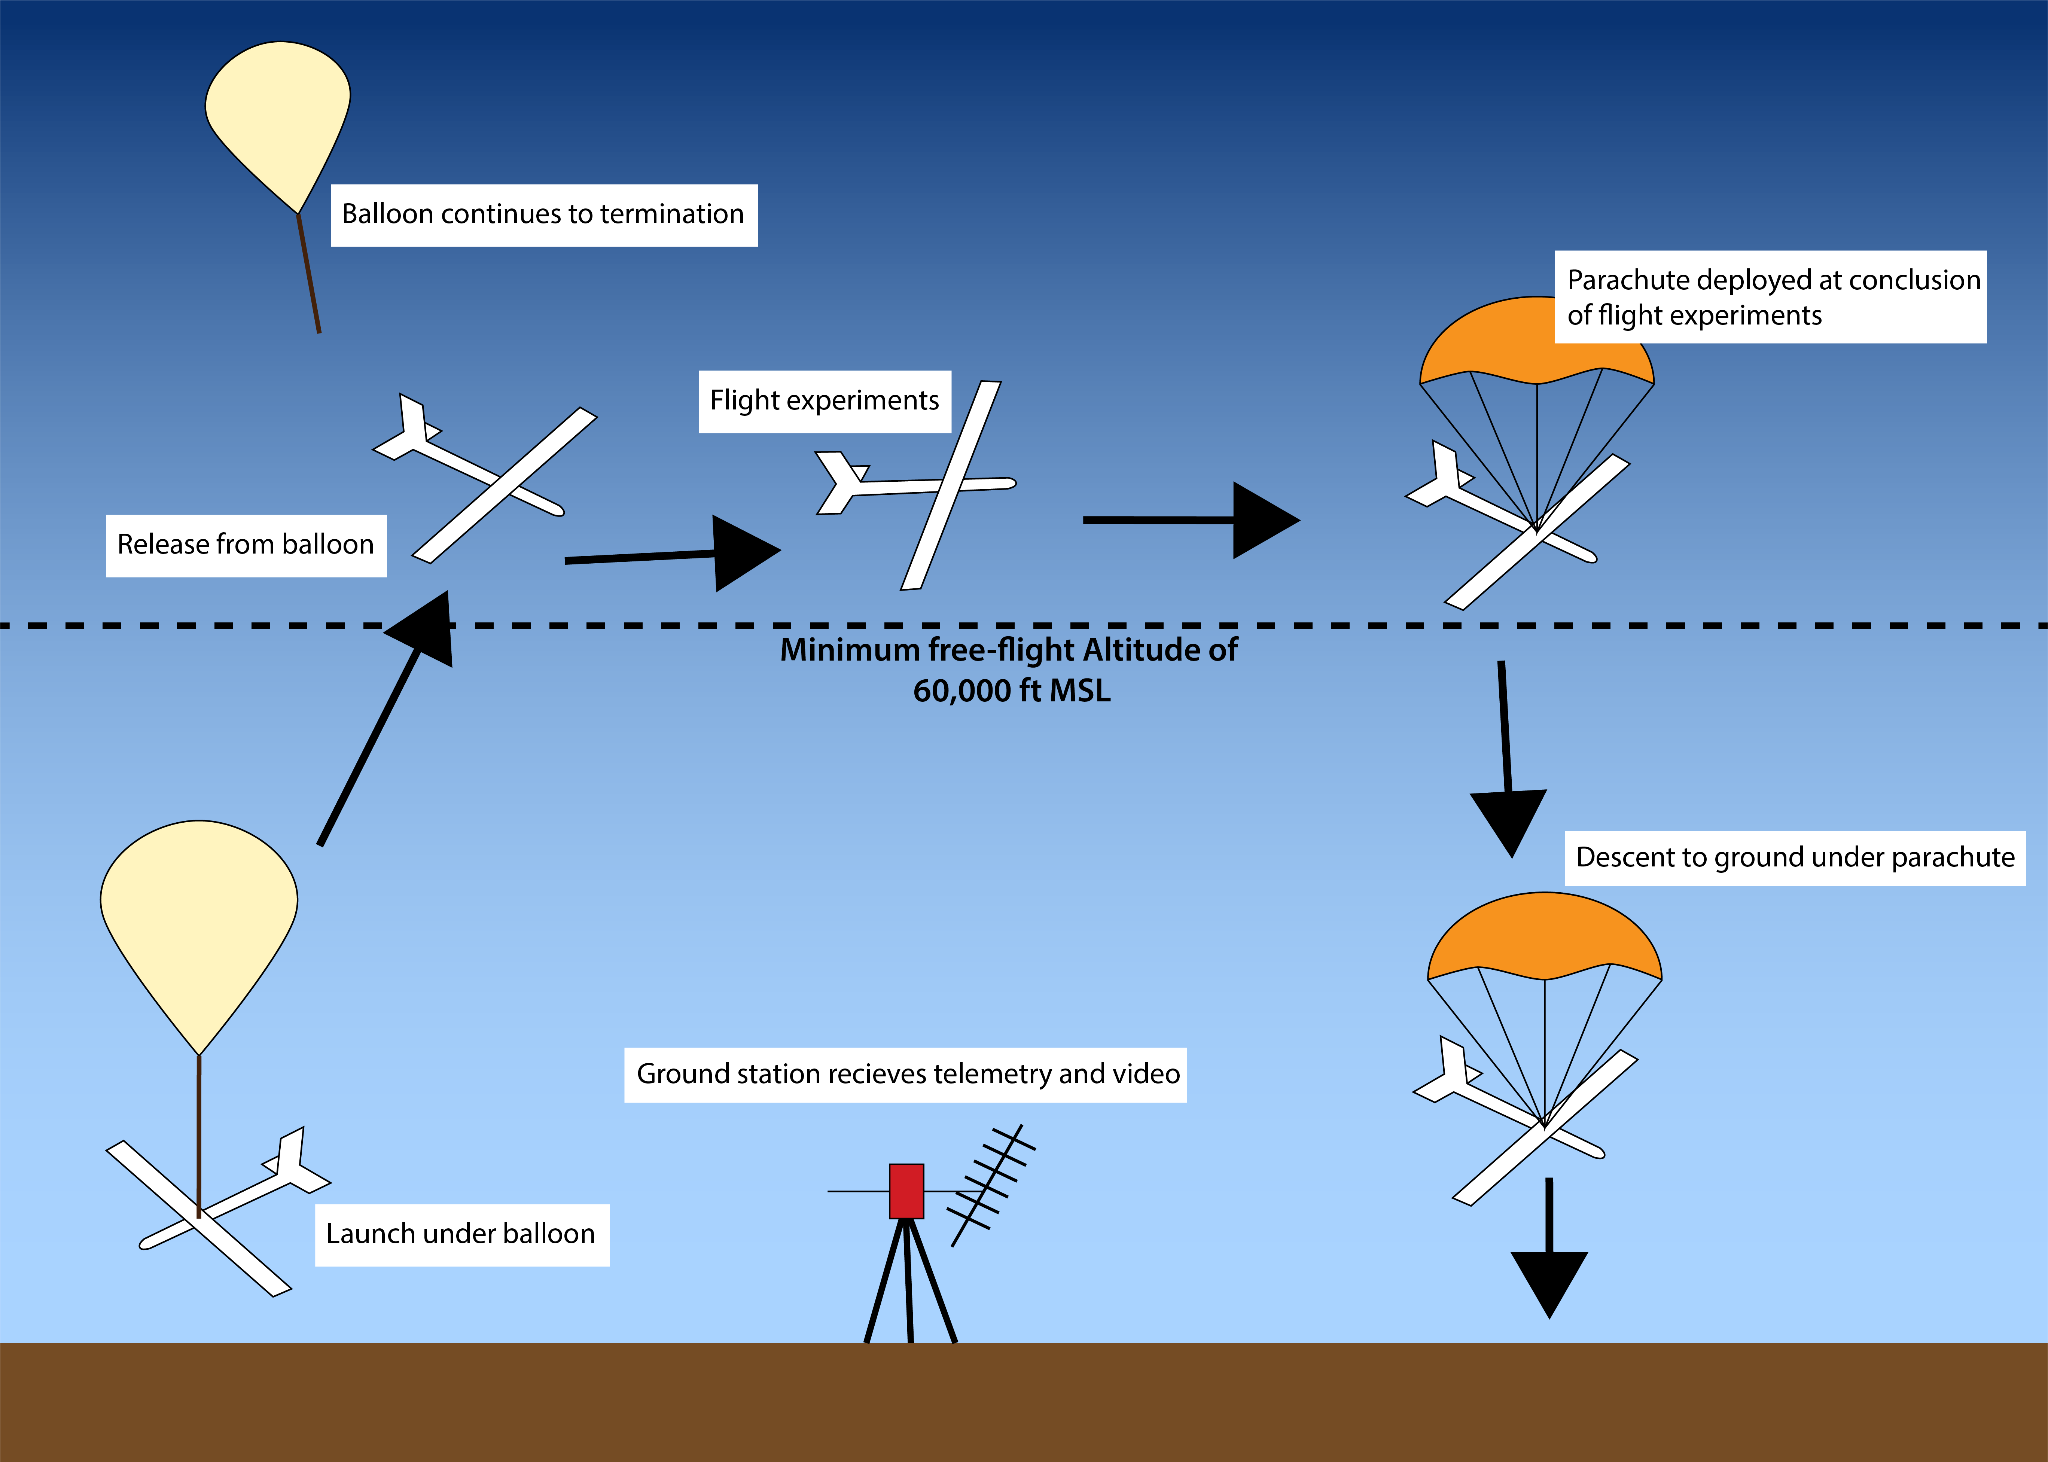 Balloon continues to termination
Parachute deployed at conclusion
of flight experiments
Flight experiments
Release from balloon
Minimum free-flight Altitude of
60,000 ft MSL
Descent to ground under parachute
Ground station recieves telemetry and video
Launch under balloon